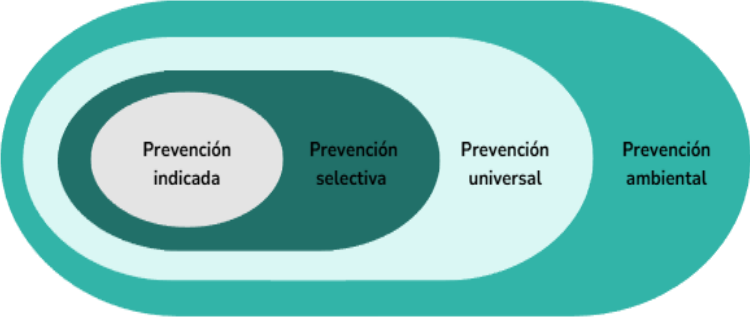 Prevención
indicada
Prevención
selectiva
Prevención
universal
Prevención
ambiental